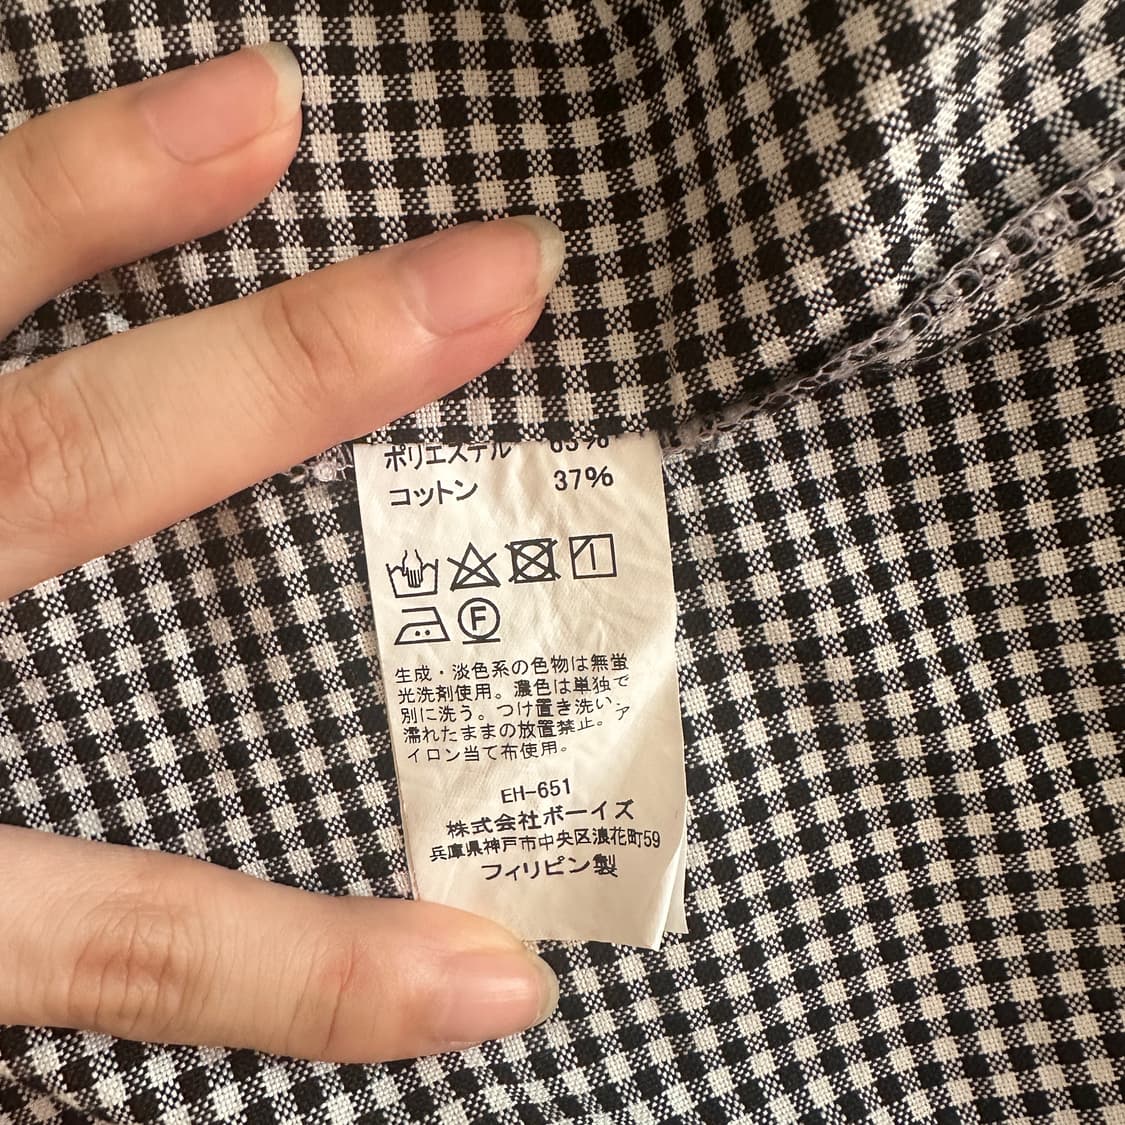 ポリエステル 63%
コットン 37%
F
生成・淡色系の色物は無蛍
光洗剤使用。濃色は単独で
別に洗う。つけ置き洗い、
濡れたままの放置禁止。ア
イロン当て布使用。
EH-651
株式会社ボーイズ
兵庫県神戸市中央区浪花町59
フィリピン製